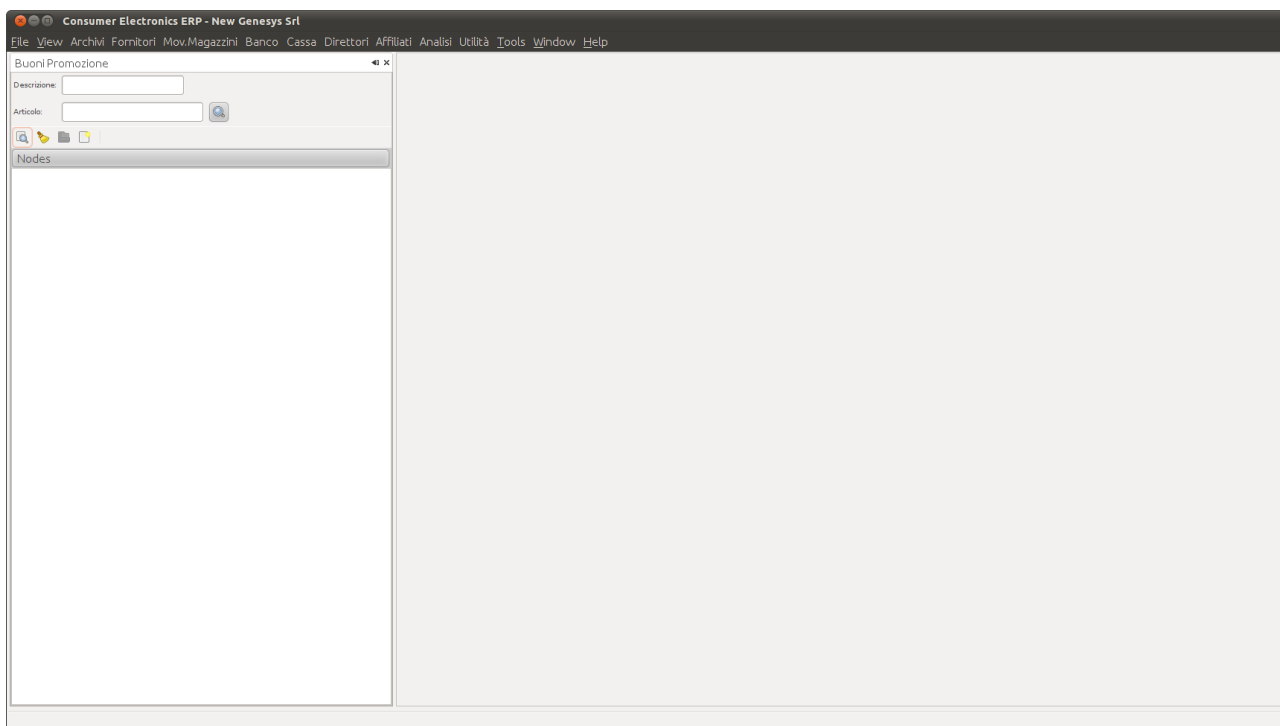 Consumer Electronics ERP - New Genesys Srl
File View Archivi Fornitori Mov.Magazzini Banco Cassa Direttori Affiliati Analisi Utilità Tools Window Help
Buoni Promozione
Descrizione:
Articolo:
Nodes